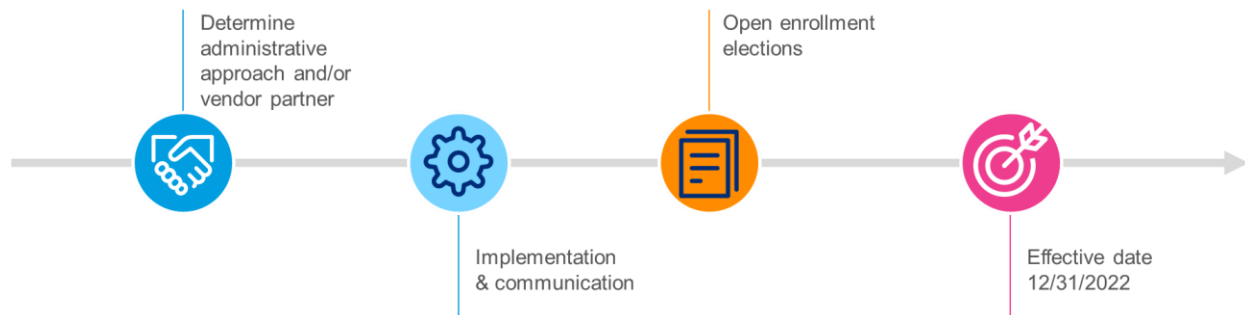 Determine
administrative
approach and/or
vendor partner
Implementation
& communication
Open enrollment
elections
Effective date
12/31/2022